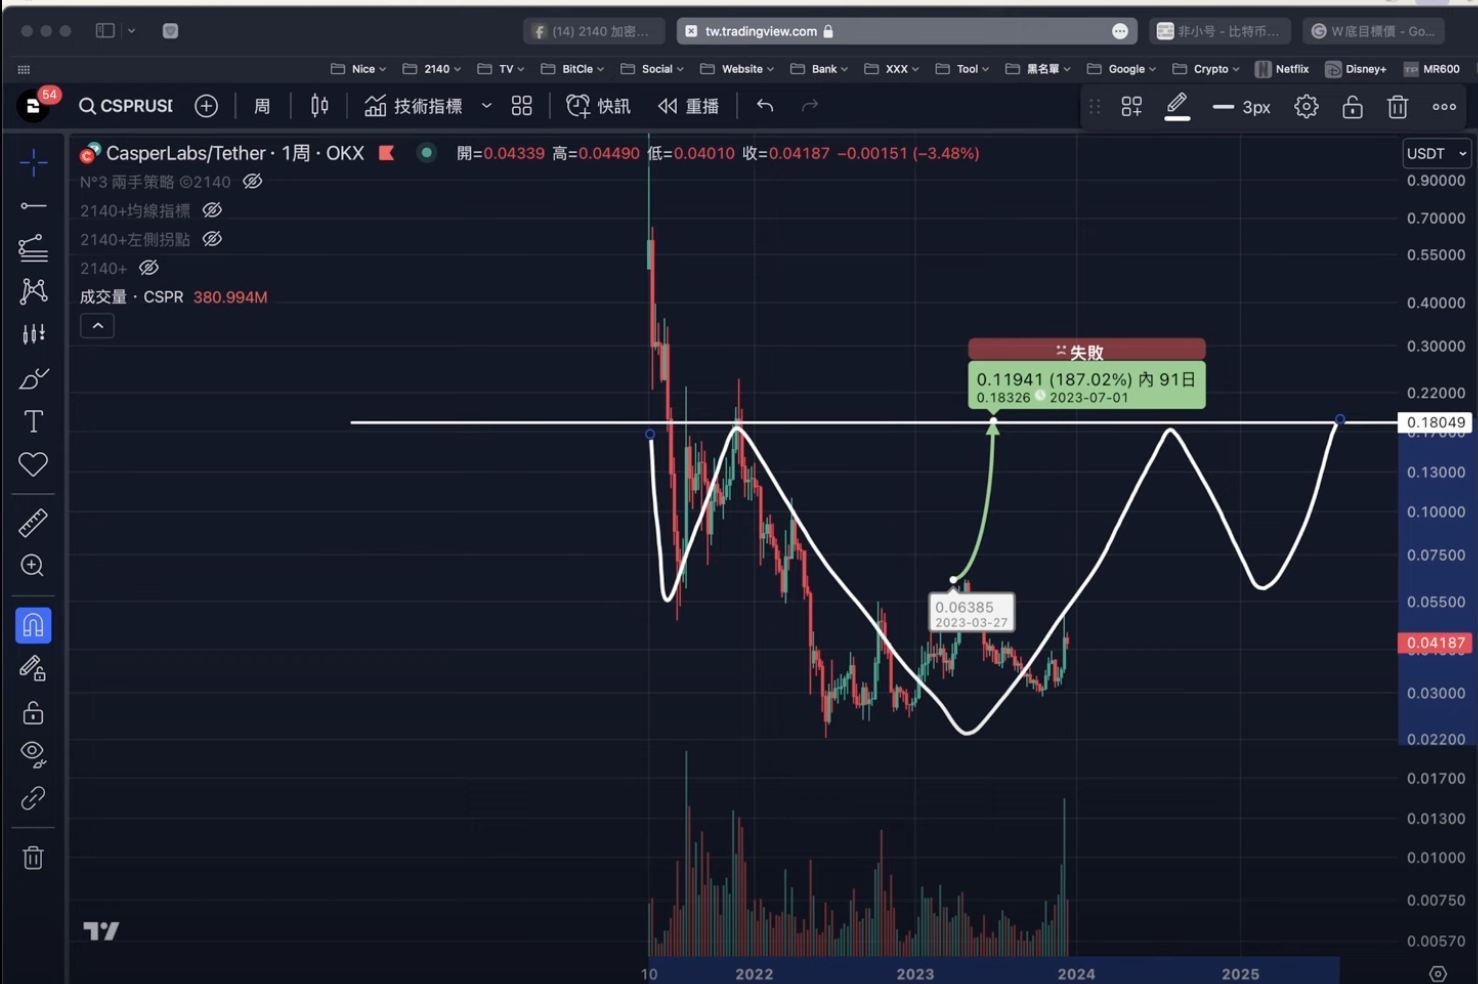 (14) 2140 加密...
tw.tradingview.com
非小号 - 比特币...
W底目標價 - Go...
Nice
2140
TV
BitCle
Social
Website
Bank
XXX
Tool
黑名單
Google
Crypto
Netflix
Disney+
MR600
54
CSPRUSI
周
技術指標
快訊
重播
3px
CasperLabs/Tether · 1周 · OKX
開=0.04339 高=0.04490 低=0.04010 收=0.04187 −0.00151 (−3.48%)
USDT
N°3 兩手策略 ©2140
2140+均線指標
2140+左側拐點
2140+
成交量 · CSPR 380.994M
失敗
0.11941 (187.02%) 內 91日
0.18326 2023-07-01
0.06385
2023-03-27
0.90000
0.70000
0.55000
0.40000
0.30000
0.22000
0.18049
0.13000
0.10000
0.07500
0.05500
0.04187
0.03000
0.02200
0.01700
0.01300
0.01000
0.00750
0.00570
10
2022
2023
2024
2025